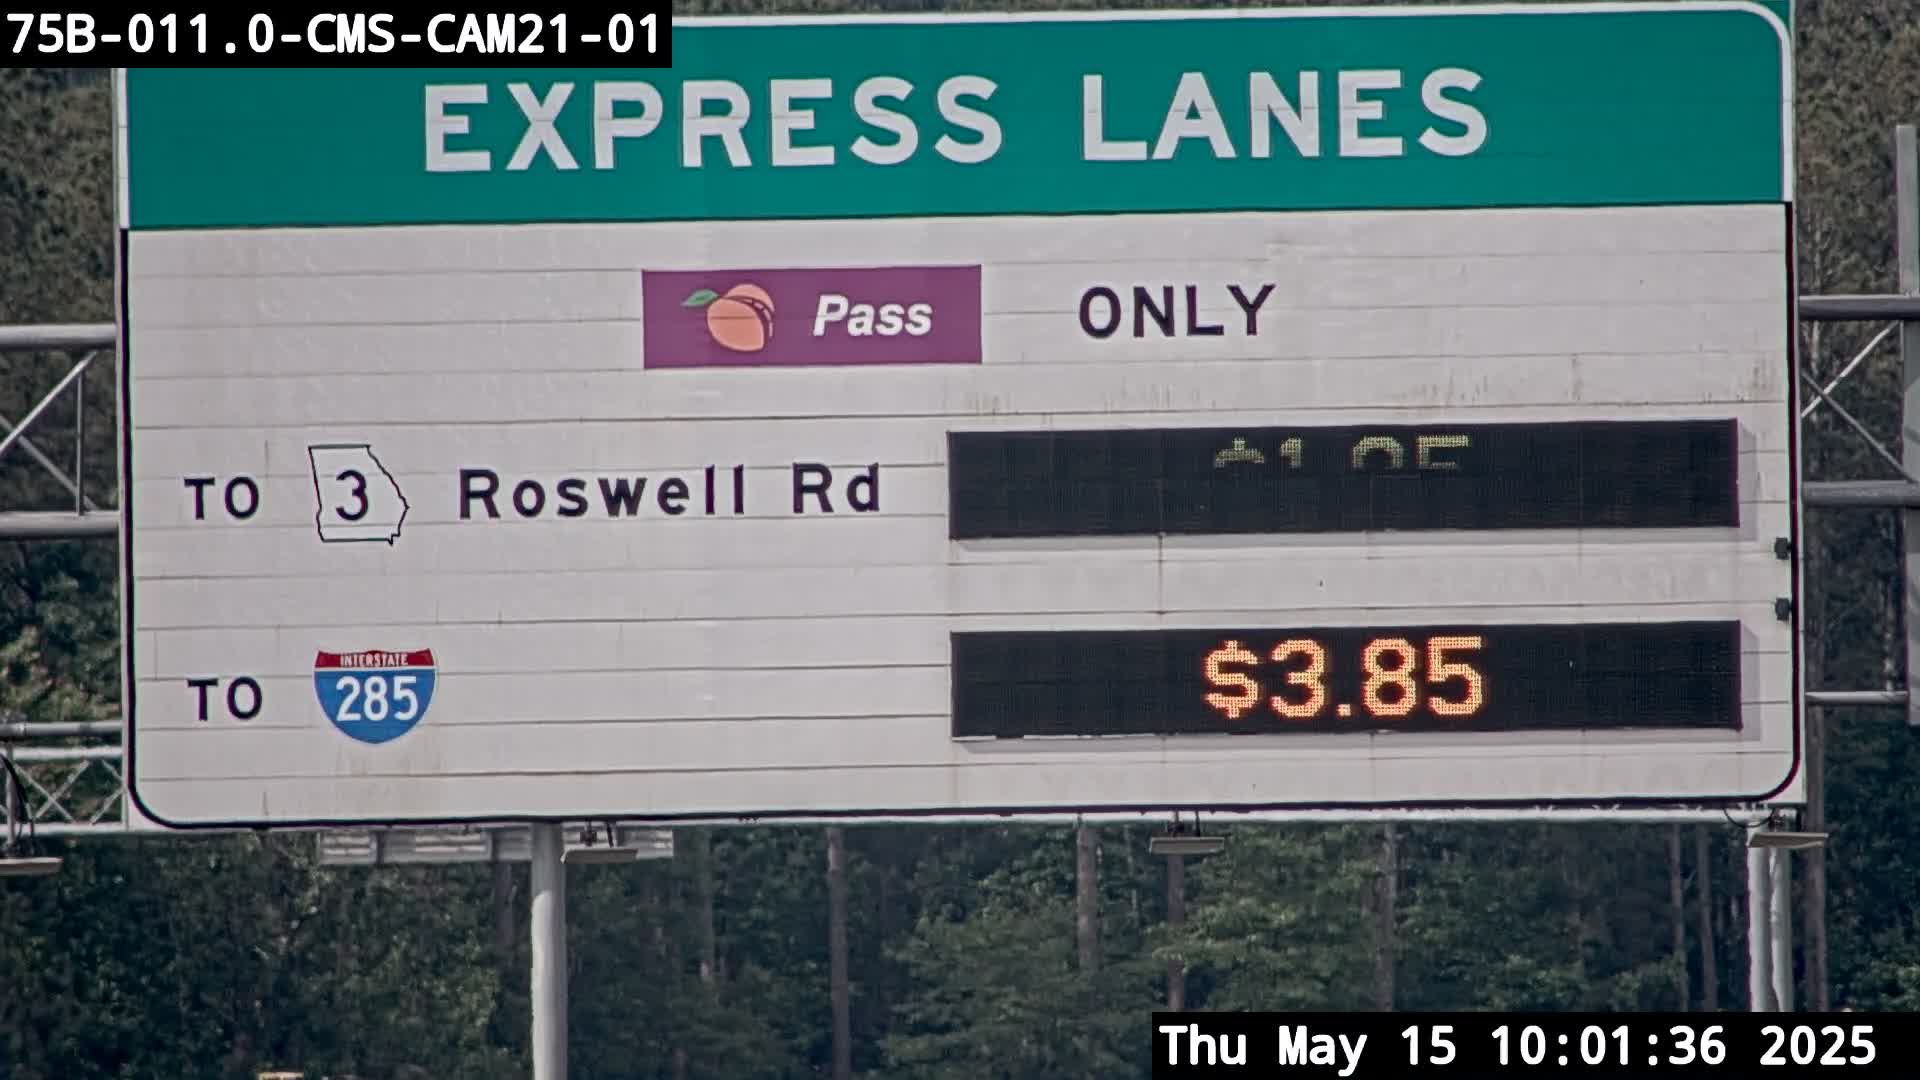 75B-011.0-CMS-CAM21-01
EXPRESS LANES
Pass ONLY
TO 3 Roswell Rd
TO INTERSTATE 285 $3.85
Thu May 15 10:01:36 2025